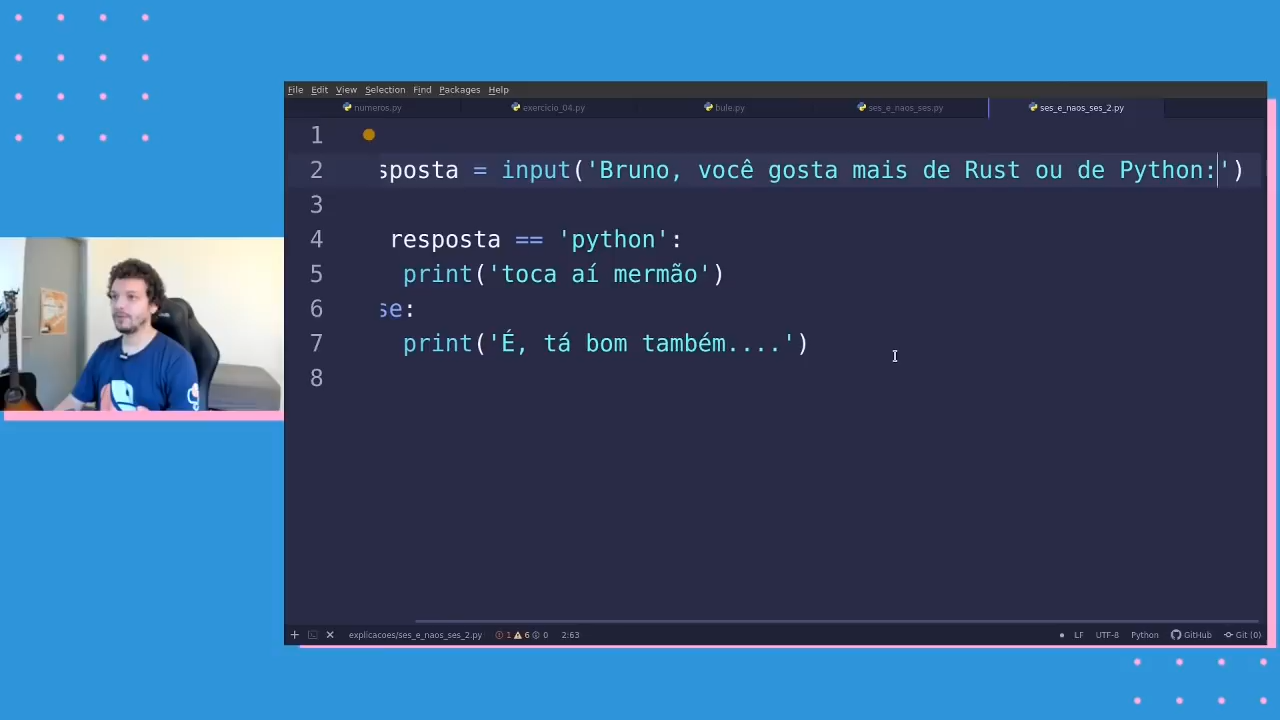 File Edit View Selection Find Packages Help
numeros.py exercicio_04.py bule.py ses_e_naos_ses.py ses_e_naos_ses_2.py
1
2 sposta = input('Bruno, você gosta mais de Rust ou de Python:')
3
4 resposta == 'python':
5 print('toca aí mermão')
6 se:
7 print('É, tá bom também....')
8
+ explicacoes/ses_e_naos_ses_2.py 1 6 0 2:63 LF UTF-8 Python GitHub Git (0)